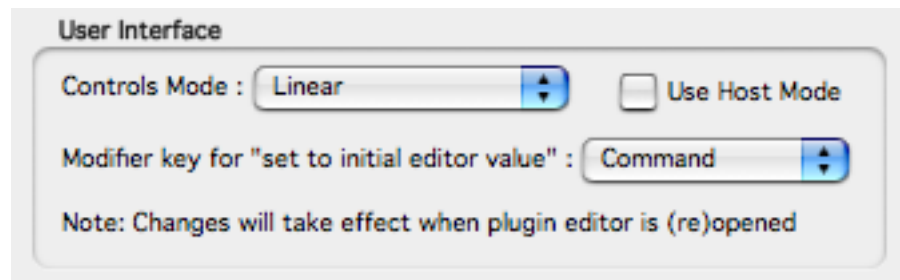 User Interface
Controls Mode : Linear Use Host Mode
Modifier key for "set to initial editor value" : Command
Note: Changes will take effect when plugin editor is (re)opened